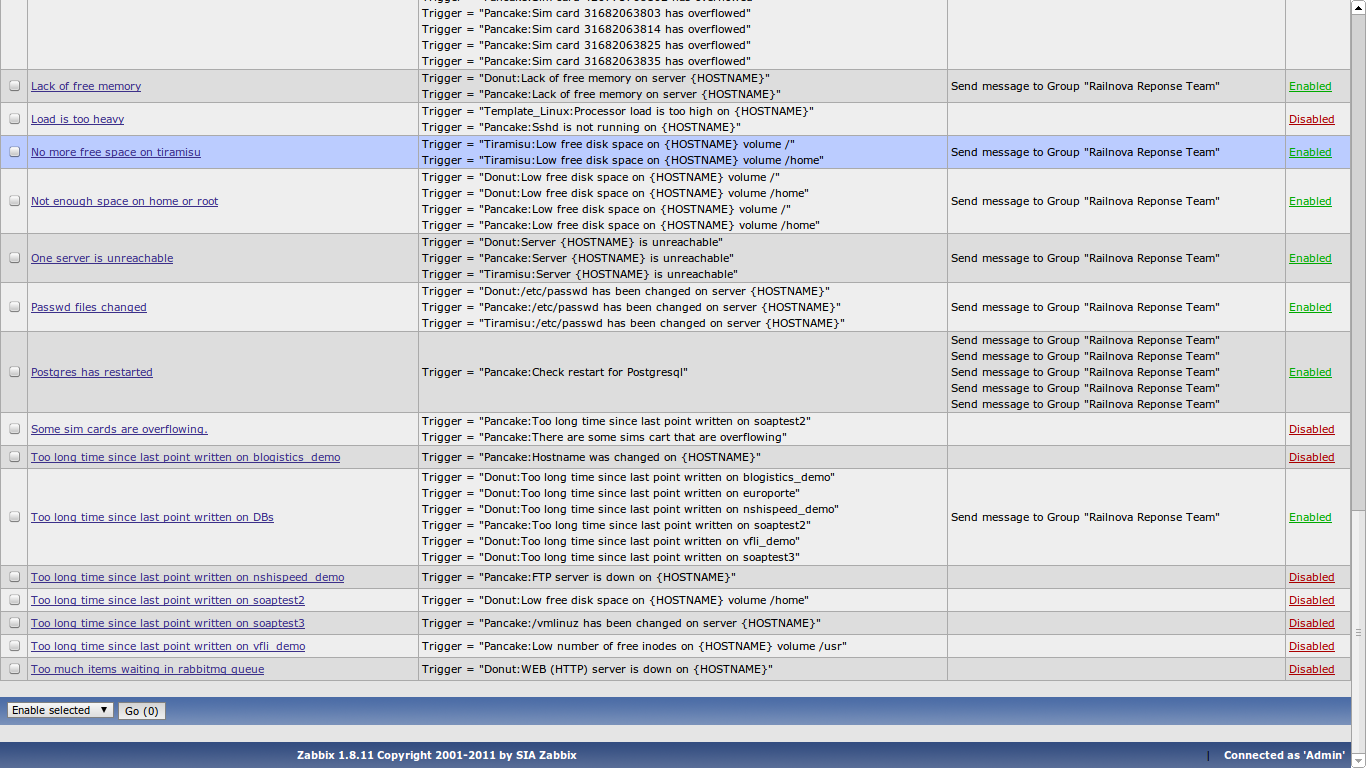 Trigger = "Pancake:Sim card 31682063803 has overflowed"
Trigger = "Pancake:Sim card 31682063814 has overflowed"
Trigger = "Pancake:Sim card 31682063825 has overflowed"
Trigger = "Pancake:Sim card 31682063835 has overflowed"
Lack of free memory
Trigger = "Donut:Lack of free memory on server {HOSTNAME}"
Trigger = "Pancake:Lack of free memory on server {HOSTNAME}"
Send message to Group "Railnova Reponse Team"
Enabled
Load is too heavy
Trigger = "Template_Linux:Processor load is too high on {HOSTNAME}"
Trigger = "Pancake:Sshd is not running on {HOSTNAME}"
Disabled
No more free space on tiramisu
Trigger = "Tiramisu:Low free disk space on {HOSTNAME} volume /"
Trigger = "Tiramisu:Low free disk space on {HOSTNAME} volume /home"
Send message to Group "Railnova Reponse Team"
Enabled
Not enough space on home or root
Trigger = "Donut:Low free disk space on {HOSTNAME} volume /"
Trigger = "Donut:Low free disk space on {HOSTNAME} volume /home"
Trigger = "Pancake:Low free disk space on {HOSTNAME} volume /"
Trigger = "Pancake:Low free disk space on {HOSTNAME} volume /home"
Send message to Group "Railnova Reponse Team"
Enabled
One server is unreachable
Trigger = "Donut:Server {HOSTNAME} is unreachable"
Trigger = "Pancake:Server {HOSTNAME} is unreachable"
Trigger = "Tiramisu:Server {HOSTNAME} is unreachable"
Send message to Group "Railnova Reponse Team"
Enabled
Passwd files changed
Trigger = "Donut:/etc/passwd has been changed on server {HOSTNAME}"
Trigger = "Pancake:/etc/passwd has been changed on server {HOSTNAME}"
Trigger = "Tiramisu:/etc/passwd has been changed on server {HOSTNAME}"
Send message to Group "Railnova Reponse Team"
Enabled
Postgres has restarted
Trigger = "Pancake:Check restart for Postgresql"
Send message to Group "Railnova Reponse Team"
Send message to Group "Railnova Reponse Team"
Send message to Group "Railnova Reponse Team"
Send message to Group "Railnova Reponse Team"
Send message to Group "Railnova Reponse Team"
Enabled
Some sim cards are overflowing.
Trigger = "Pancake:Too long time since last point written on soaptest2"
Trigger = "Pancake:There are some sims cart that are overflowing"
Disabled
Too long time since last point written on blogistics_demo
Trigger = "Pancake:Hostname was changed on {HOSTNAME}"
Disabled
Too long time since last point written on DBs
Trigger = "Donut:Too long time since last point written on blogistics_demo"
Trigger = "Donut:Too long time since last point written on europorte"
Trigger = "Donut:Too long time since last point written on nshispeed_demo"
Trigger = "Pancake:Too long time since last point written on soaptest2"
Trigger = "Donut:Too long time since last point written on vfli_demo"
Trigger = "Donut:Too long time since last point written on soaptest3"
Send message to Group "Railnova Reponse Team"
Enabled
Too long time since last point written on nshispeed_demo
Trigger = "Pancake:FTP server is down on {HOSTNAME}"
Disabled
Too long time since last point written on soaptest2
Trigger = "Donut:Low free disk space on {HOSTNAME} volume /home"
Disabled
Too long time since last point written on soaptest3
Trigger = "Pancake:/vmlinuz has been changed on server {HOSTNAME}"
Disabled
Too long time since last point written on vfli_demo
Trigger = "Pancake:Low number of free inodes on {HOSTNAME} volume /usr"
Disabled
Too much items waiting in rabbitmq queue
Trigger = "Donut:WEB (HTTP) server is down on {HOSTNAME}"
Disabled
Enable selected
Go (0)
Zabbix 1.8.11 Copyright 2001-2011 by SIA Zabbix
| Connected as 'Admin'